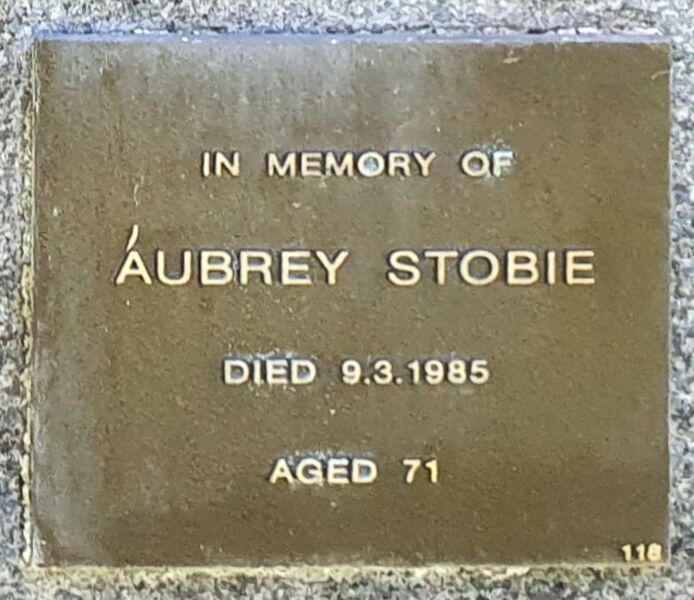 IN MEMORY OF
AUBREY STOBIE
DIED 9.3.1985
AGED 71
118